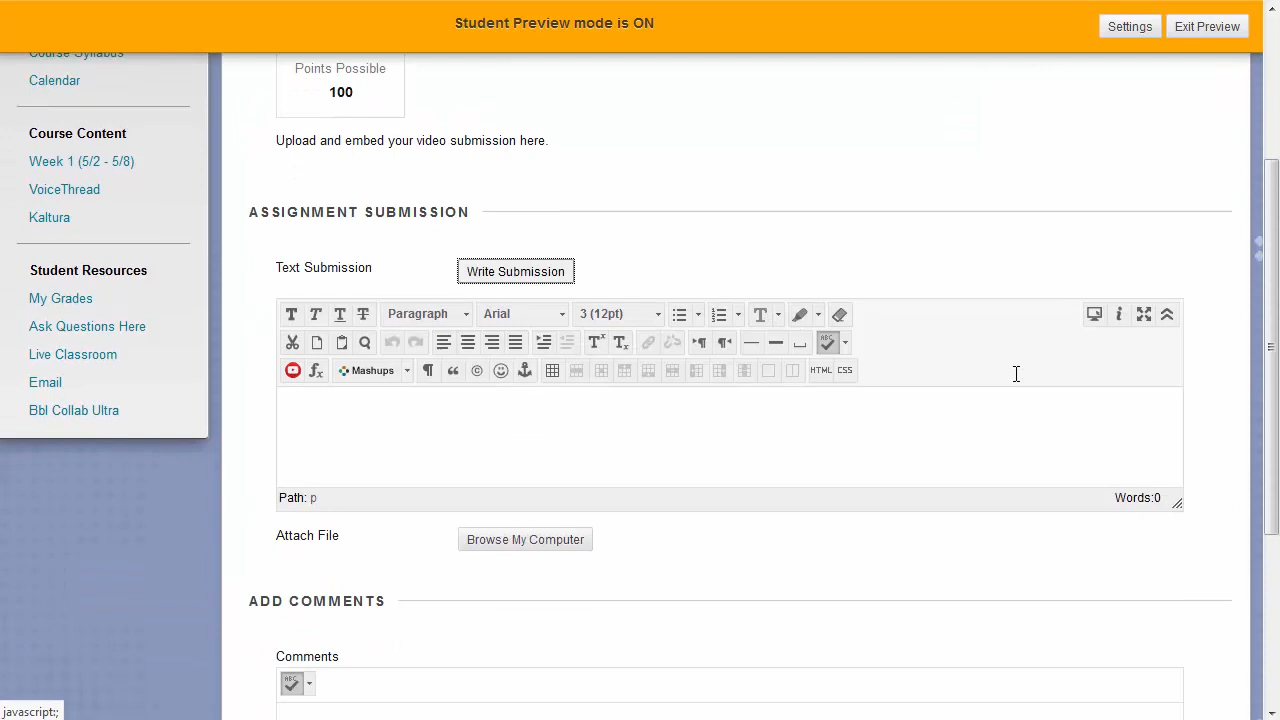 Student Preview mode is ON
Settings
Exit Preview
Course Syllabus
Calendar
Course Content
Week 1 (5/2 - 5/8)
VoiceThread
Kaltura
Student Resources
My Grades
Ask Questions Here
Live Classroom
Email
Bbl Collab Ultra
Points Possible
100
Upload and embed your video submission here.
ASSIGNMENT SUBMISSION
Text Submission
Write Submission
T T T T Paragraph Arial 3 (12pt) T
ABC
Mashups HTML CSS
Path: p
Words:0
Attach File
Browse My Computer
ADD COMMENTS
Comments
ABC
javascript:;